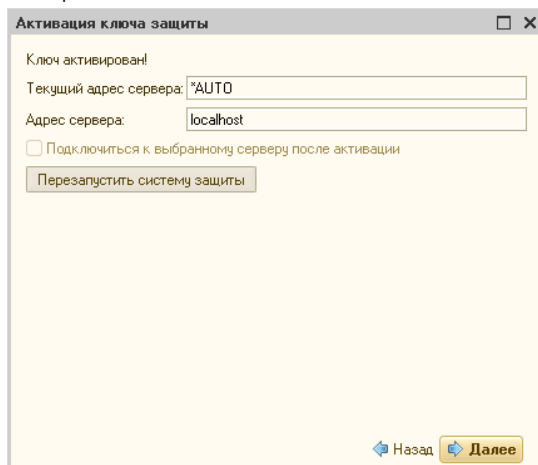 Активация ключа защиты
Ключ активирован!
Текущий адрес сервера: *AUTO
Адрес сервера: localhost
Подключиться к выбранному серверу после активации
Перезапустить систему защиты
Назад Далее